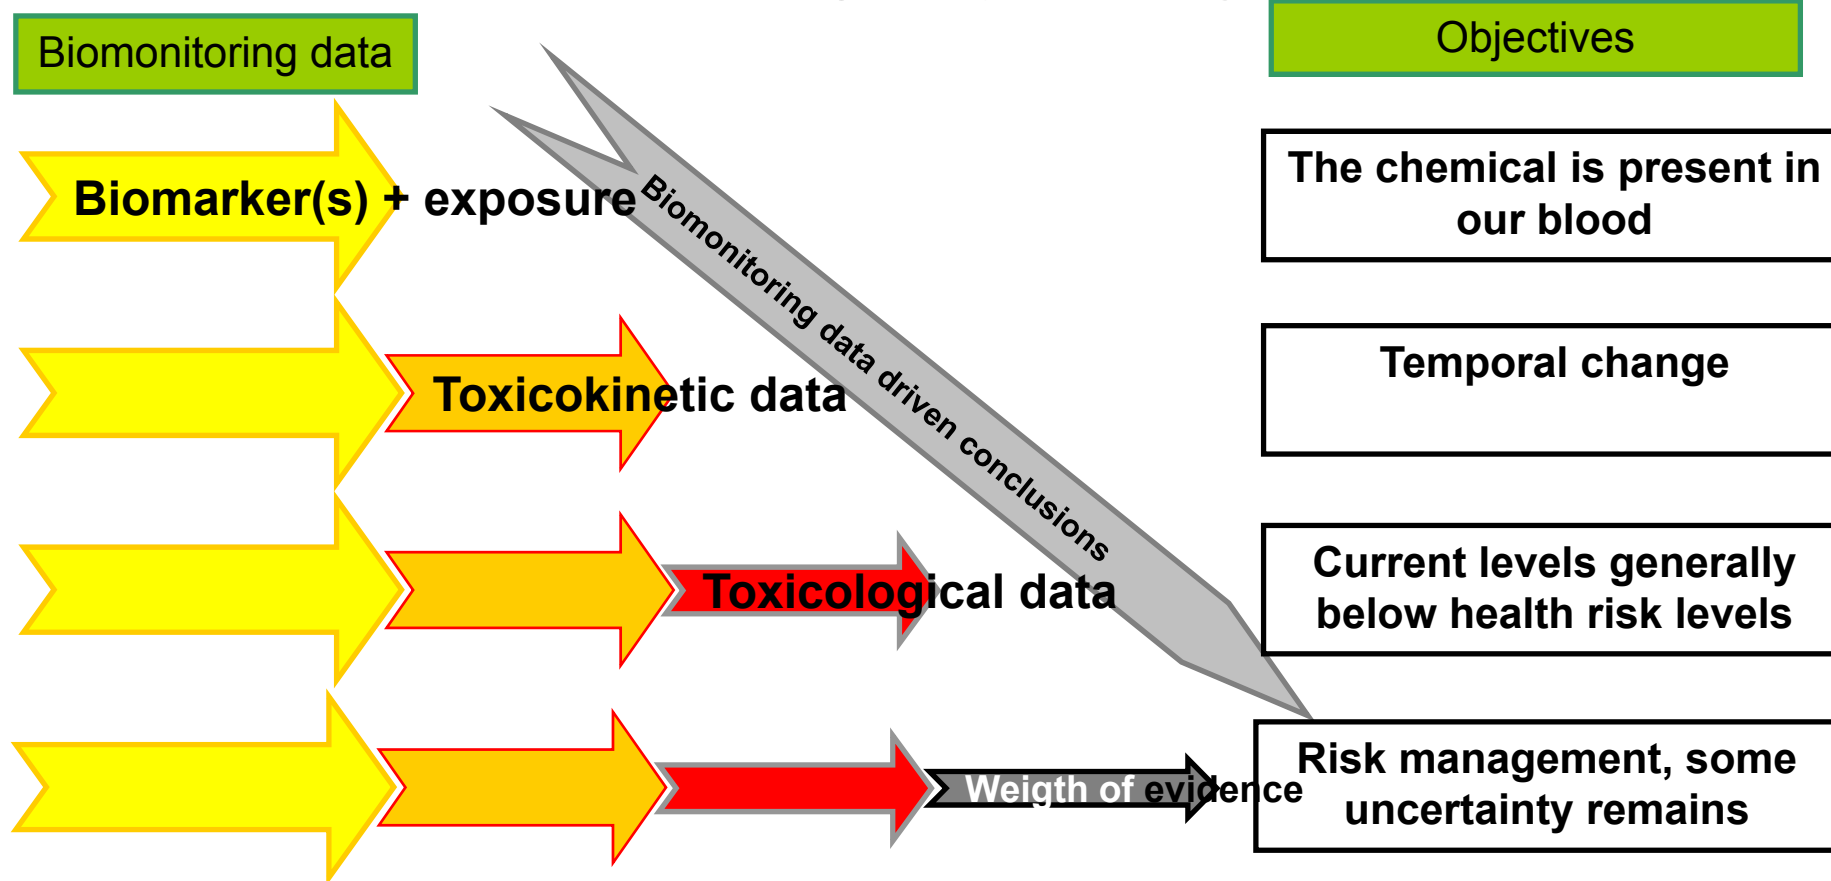 Biomonitoring data
Objectives
Biomarker(s) + exposure
Biomonitoring data driven conclusions
The chemical is present in
our blood
Toxicokinetic data
Temporal change
Toxicological data
Current levels generally
below health risk levels
Weigth of evidence
Risk management, some
uncertainty remains